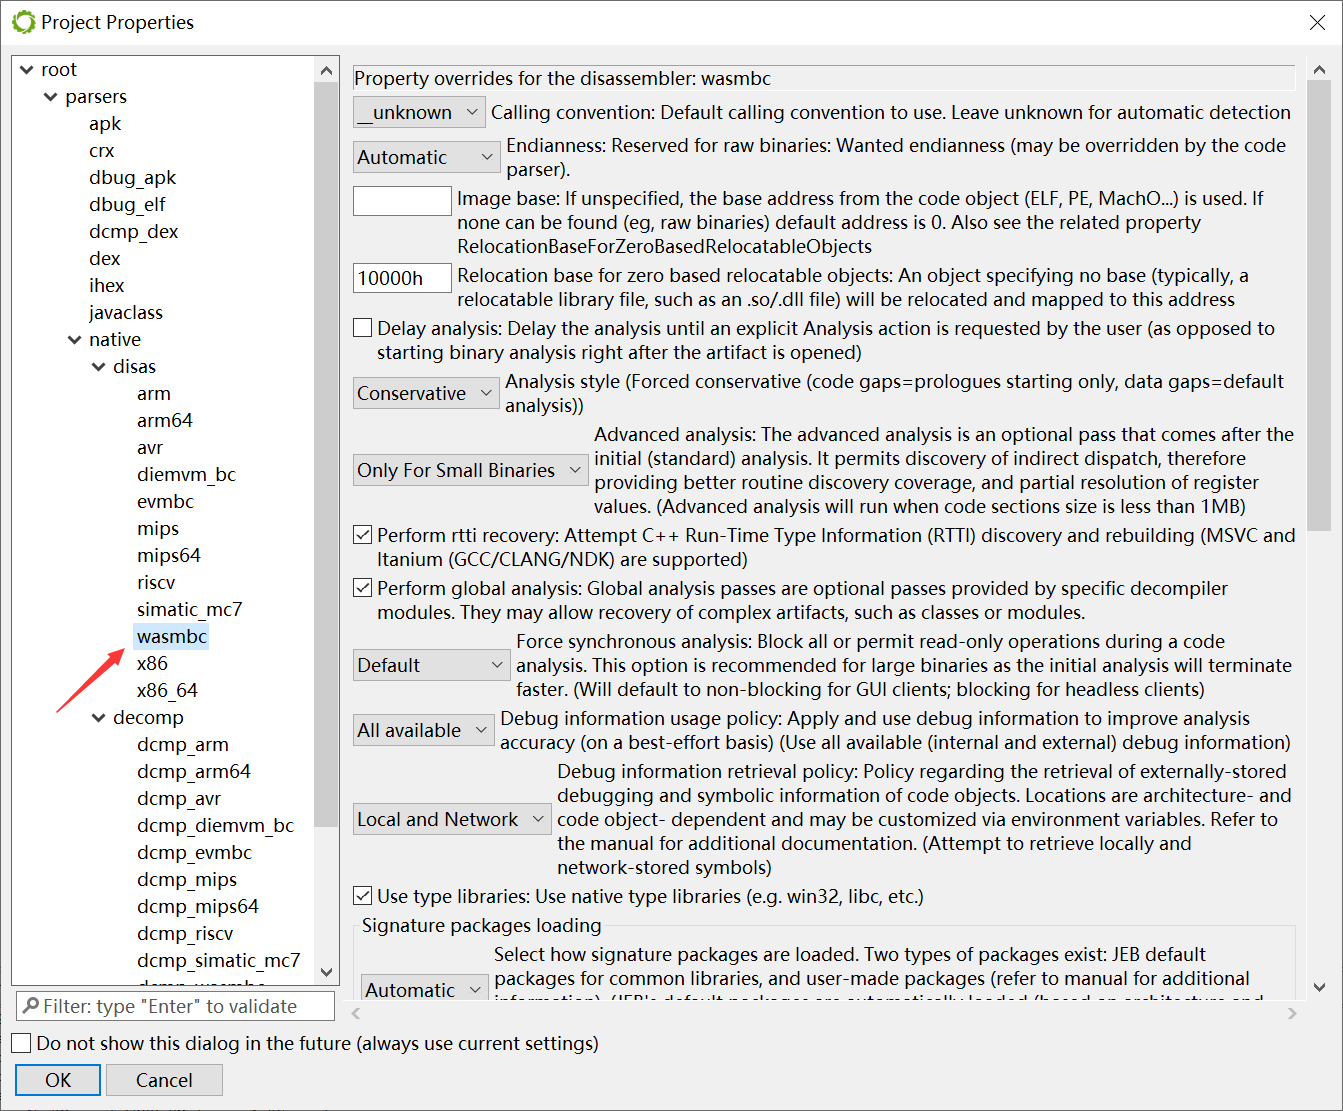 Project Properties
root
parsers
apk
crx
dbug_apk
dbug_elf
dcmp_dex
dex
ihex
javaclass
native
disas
arm
arm64
avr
diemvm_bc
evmbc
mips
mips64
riscv
simatic_mc7
wasmbc
x86
x86_64
decomp
dcmp_arm
dcmp_arm64
dcmp_avr
dcmp_diemvm_bc
dcmp_evmbc
dcmp_mips
dcmp_mips64
dcmp_riscv
dcmp_simatic_mc7
Filter: type "Enter" to validate
Property overrides for the disassembler: wasmbc
__unknown
Calling convention: Default calling convention to use. Leave unknown for automatic detection
Automatic
Endianness: Reserved for raw binaries: Wanted endianness (may be overridden by the code
parser).
Image base: If unspecified, the base address from the code object (ELF, PE, MachO...) is used. If
none can be found (eg, raw binaries) default address is 0. Also see the related property
RelocationBaseForZeroBasedRelocatableObjects
10000h
Relocation base for zero based relocatable objects: An object specifying no base (typically, a
relocatable library file, such as an .so/.dll file) will be relocated and mapped to this address
Delay analysis: Delay the analysis until an explicit Analysis action is requested by the user (as opposed to
starting binary analysis right after the artifact is opened)
Conservative
Analysis style (Forced conservative (code gaps=prologues starting only, data gaps=default
analysis))
Only For Small Binaries
Advanced analysis: The advanced analysis is an optional pass that comes after the
initial (standard) analysis. It permits discovery of indirect dispatch, therefore
providing better routine discovery coverage, and partial resolution of register
values. (Advanced analysis will run when code sections size is less than 1MB)
Perform rtti recovery: Attempt C++ Run-Time Type Information (RTTI) discovery and rebuilding (MSVC and
Itanium (GCC/CLANG/NDK) are supported)
Perform global analysis: Global analysis passes are optional passes provided by specific decompiler
modules. They may allow recovery of complex artifacts, such as classes or modules.
Default
Force synchronous analysis: Block all or permit read-only operations during a code
analysis. This option is recommended for large binaries as the initial analysis will terminate
faster. (Will default to non-blocking for GUI clients; blocking for headless clients)
All available
Debug information usage policy: Apply and use debug information to improve analysis
accuracy (on a best-effort basis) (Use all available (internal and external) debug information)
Local and Network
Debug information retrieval policy: Policy regarding the retrieval of externally-stored
debugging and symbolic information of code objects. Locations are architecture- and
code object- dependent and may be customized via environment variables. Refer to
the manual for additional documentation. (Attempt to retrieve locally and
network-stored symbols)
Use type libraries: Use native type libraries (e.g. win32, libc, etc.)
Signature packages loading
Automatic
Select how signature packages are loaded. Two types of packages exist: JEB default
packages for common libraries, and user-made packages (refer to manual for additional
Do not show this dialog in the future (always use current settings)
OK
Cancel